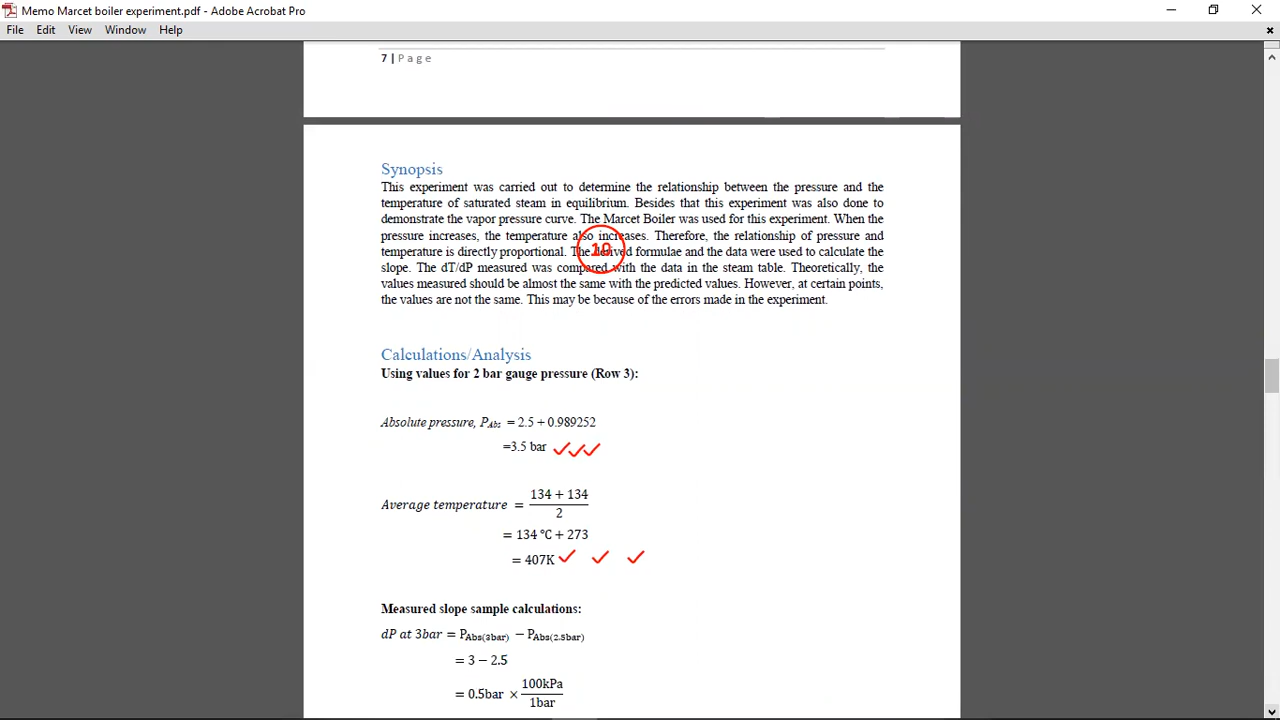 Memo Marcet boiler experiment.pdf - Adobe Acrobat Pro
File Edit View Window Help
7 | Page
Synopsis
This experiment was carried out to determine the relationship between the pressure and the
temperature of saturated steam in equilibrium. Besides that this experiment was also done to
demonstrate the vapor pressure curve. The Marcet Boiler was used for this experiment. When the
pressure increases, the temperature also increases. Therefore, the relationship of pressure and
temperature is directly proportional. The derived formulae and the data were used to calculate the
slope. The dT/dP measured was compared with the data in the steam table. Theoretically, the
values measured should be almost the same with the predicted values. However, at certain points,
the values are not the same. This may be because of the errors made in the experiment.
10
Calculations/Analysis
Using values for 2 bar gauge pressure (Row 3):
Absolute pressure, PAbs = 2.5 + 0.989252
=3.5 bar
Average temperature = 134 + 134
2
= 134 °C + 273
= 407K
Measured slope sample calculations:
dP at 3bar = PAbs(3bar) − PAbs(2.5bar)
= 3 − 2.5
= 0.5bar × 100kPa
1bar